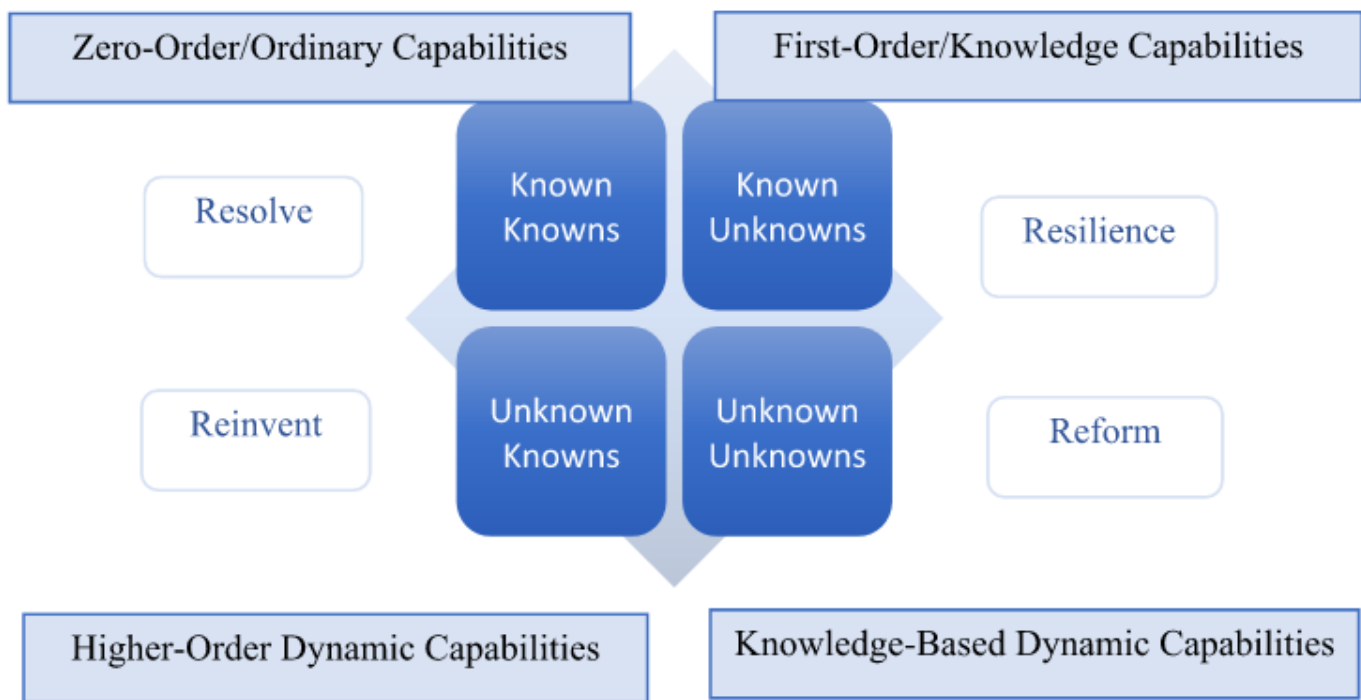 Zero-Order/Ordinary Capabilities
First-Order/Knowledge Capabilities
Known
Knowns
Known
Unknowns
Resolve
Resilience
Unknown
Knowns
Unknown
Unknowns
Reinvent
Reform
Higher-Order Dynamic Capabilities
Knowledge-Based Dynamic Capabilities